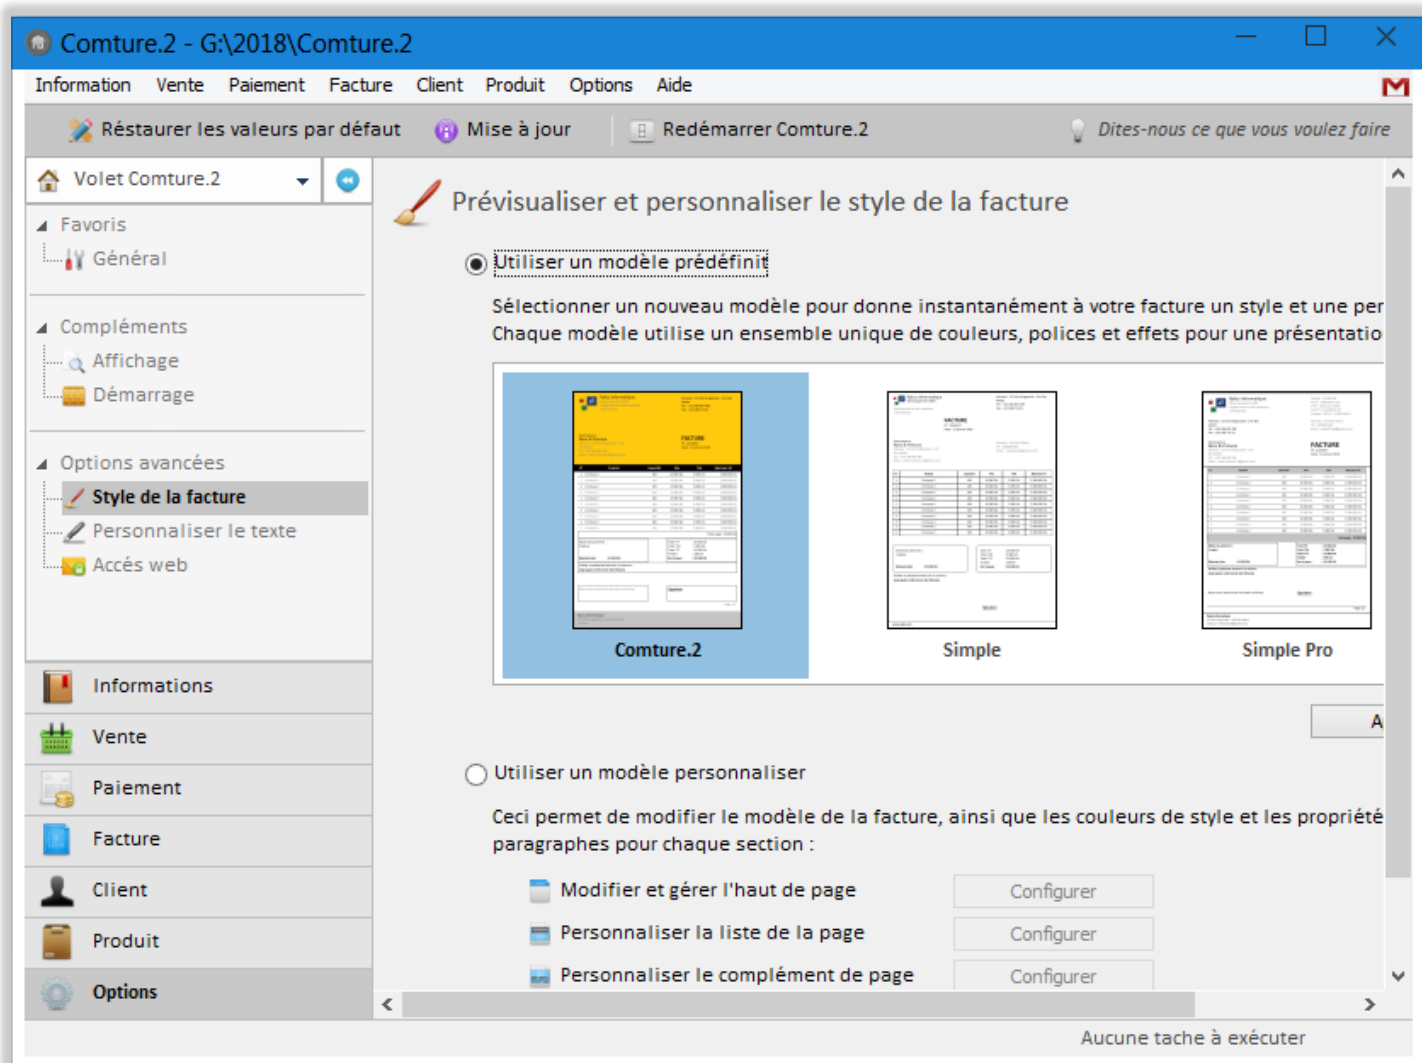 Comture.2 - G:\2018\Comture.2
Information Vente Paiement Facture Client Produit Options Aide
Réstaurer les valeurs par défaut Mise à jour Redémarrer Comture.2 Dites-nous ce que vous voulez faire
Volet Comture.2
Favoris
Général
Compléments
Affichage
Démarrage
Options avancées
Style de la facture
Personnaliser le texte
Accés web
Informations
Vente
Paiement
Facture
Client
Produit
Options
Prévisualiser et personnaliser le style de la facture
Utiliser un modèle prédéfinit
Sélectionner un nouveau modèle pour donne instantanément à votre facture un style et une per
Chaque modèle utilise un ensemble unique de couleurs, polices et effets pour une présentatio
FACTURE
FACTURE
FACTURE
Comture.2 Simple Simple Pro
A
Utiliser un modèle personnaliser
Ceci permet de modifier le modèle de la facture, ainsi que les couleurs de style et les propriété
paragraphes pour chaque section :
Modifier et gérer l'haut de page Configurer
Personnaliser la liste de la page Configurer
Personnaliser le complément de page Configurer
Aucune tache à exécuter